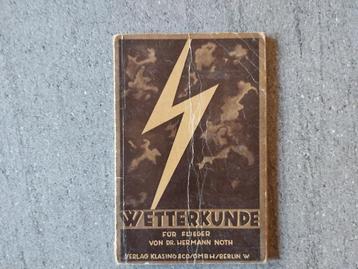 WETTERKUNDE
FÜR FLIEGER
VON DR. HERMANN NOTH
VERLAG KLASING & CO/GMBH/BERLIN W